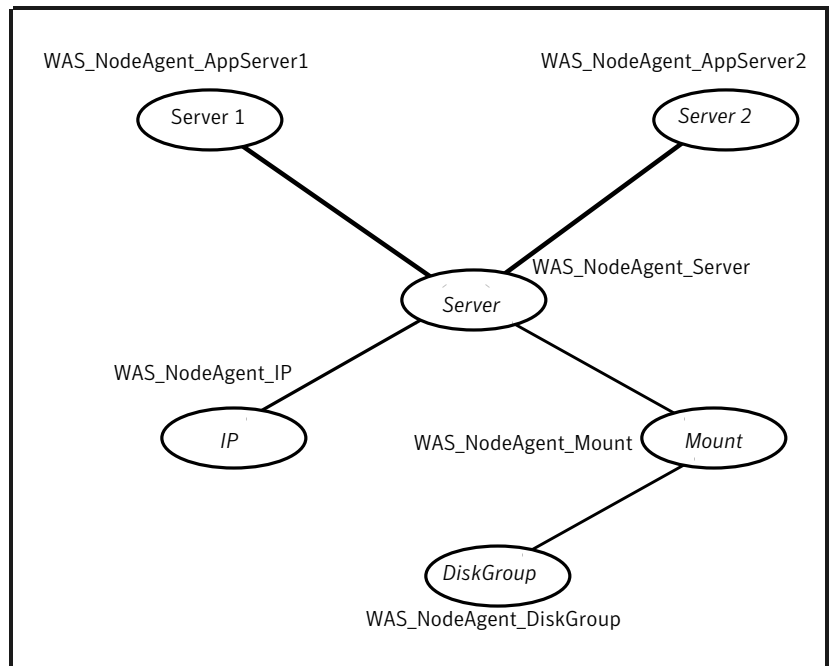 WAS_NodeAgent_AppServer1
WAS_NodeAgent_AppServer2
Server 1
Server 2
WAS_NodeAgent_Server
Server
WAS_NodeAgent_IP
IP
WAS_NodeAgent_Mount
Mount
DiskGroup
WAS_NodeAgent_DiskGroup